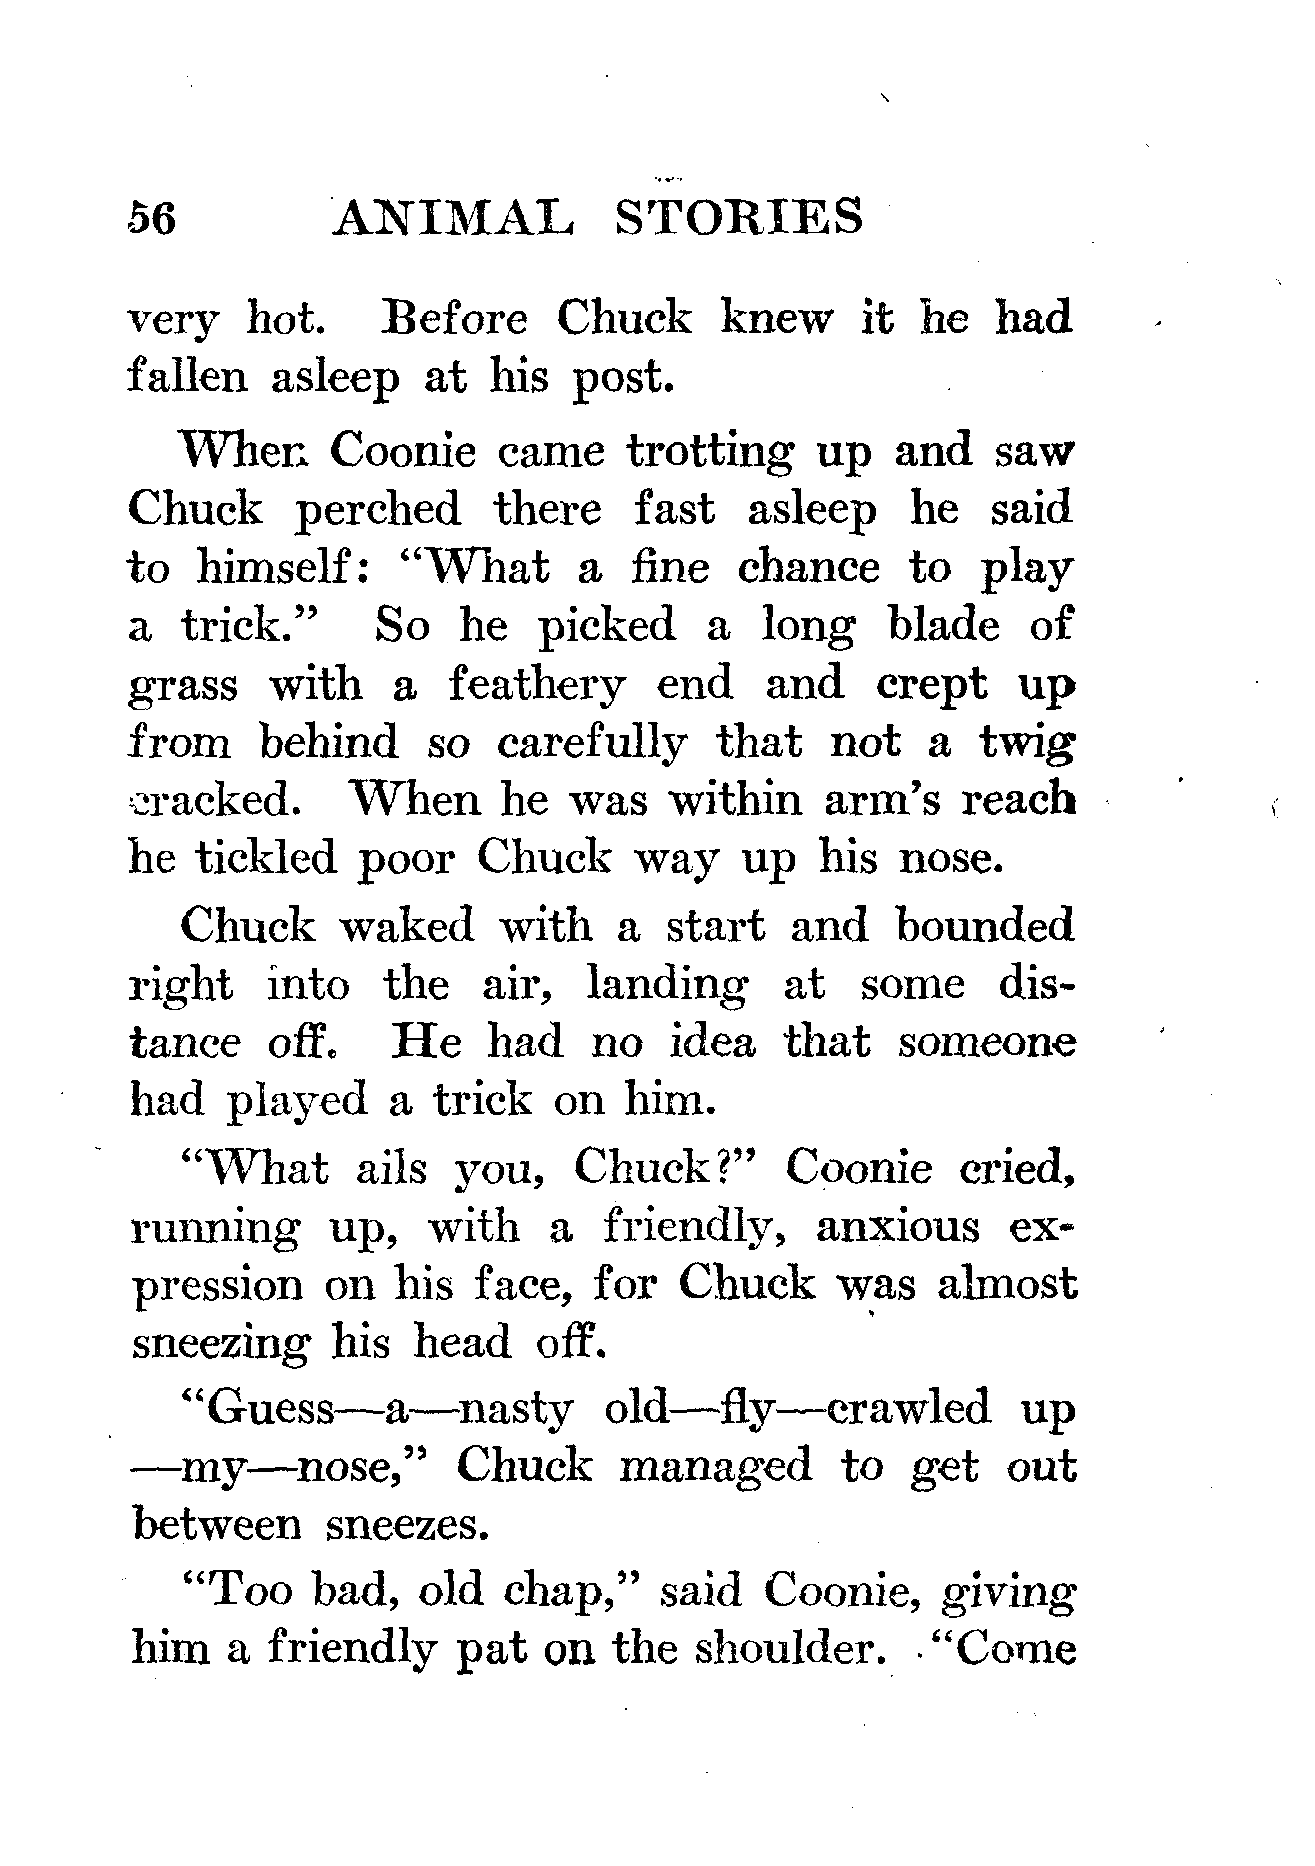 56 ANIMAL STORIES
very hot. Before Chuck knew it he had
fallen asleep at his post.
When Coonie came trotting up and saw
Chuck perched there fast asleep he said
to himself: “What a fine chance to play
a trick.” So he picked a long blade of
grass with a feathery end and crept up
from behind so carefully that not a twig
cracked. When he was within arm’s reach
he tickled poor Chuck way up his nose.
Chuck waked with a start and bounded
right into the air, landing at some dis-
tance off. He had no idea that someone
had played a trick on him.
“What ails you, Chuck?” Coonie cried,
running up, with a friendly, anxious ex-
pression on his face, for Chuck was almost
sneezing his head off.
“Guess—a—nasty old—fly—crawled up
—my—nose,” Chuck managed to get out
between sneezes.
“Too bad, old chap,” said Coonie, giving
him a friendly pat on the shoulder. “Come